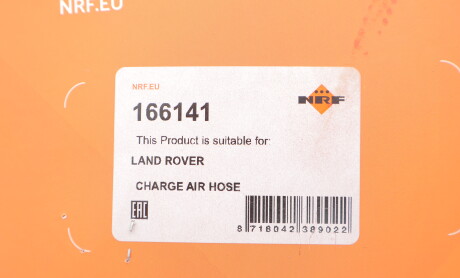 NRF.EU
NRF.EU
NRF
166141
This Product is suitable for:
LAND ROVER
CHARGE AIR HOSE
EAC
8 718042 389022